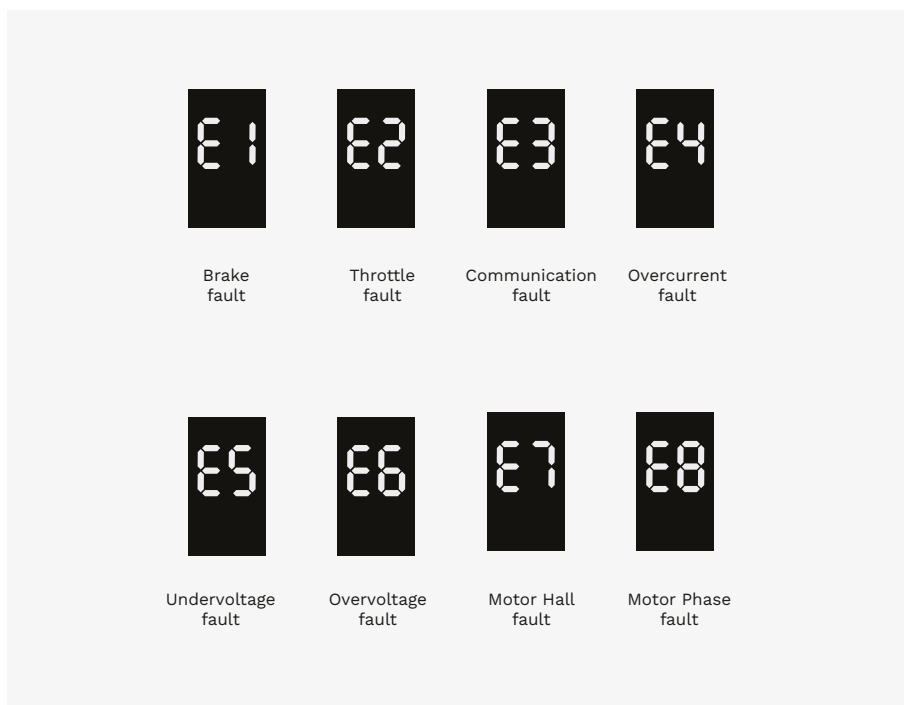 E1 E2 E3 E4
Brake fault
Throttle fault
Communication fault
Overcurrent fault
E5 E6 E7 E8
Undervoltage fault
Overvoltage fault
Motor Hall fault
Motor Phase fault